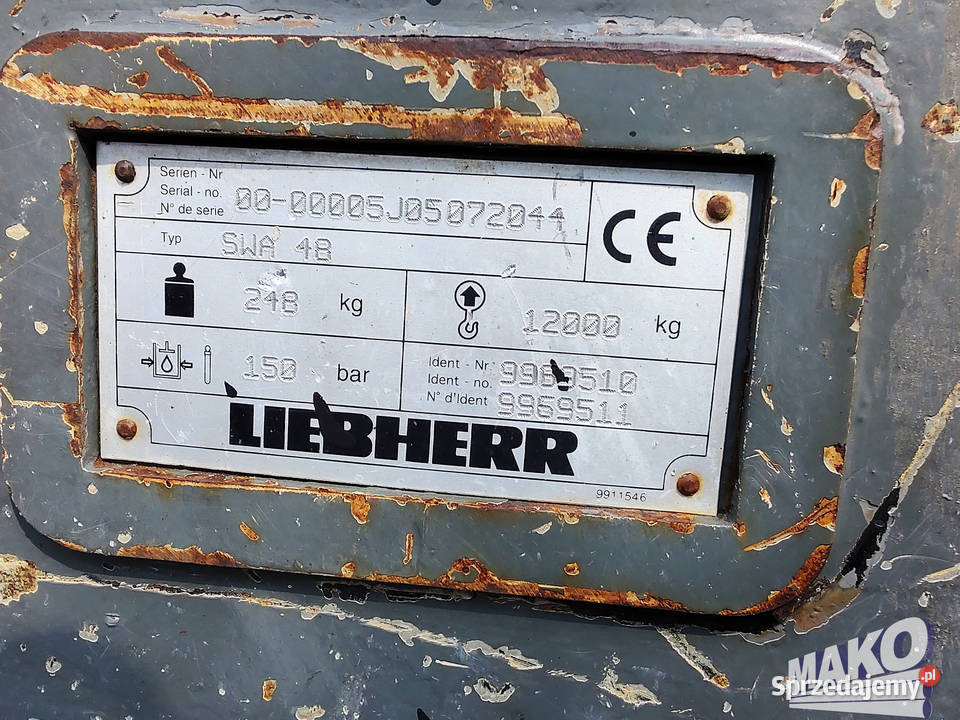 Serien - Nr
Serial - no. 00-00005J05072044
N° de serie
CE
Typ SWA 48
248 kg
12000 kg
150 bar
Ident - Nr
Ident - no. 9969510
N° d'Ident 9969511
LIEBHERR
9911546
MAKO
Sprzedajemy.pl